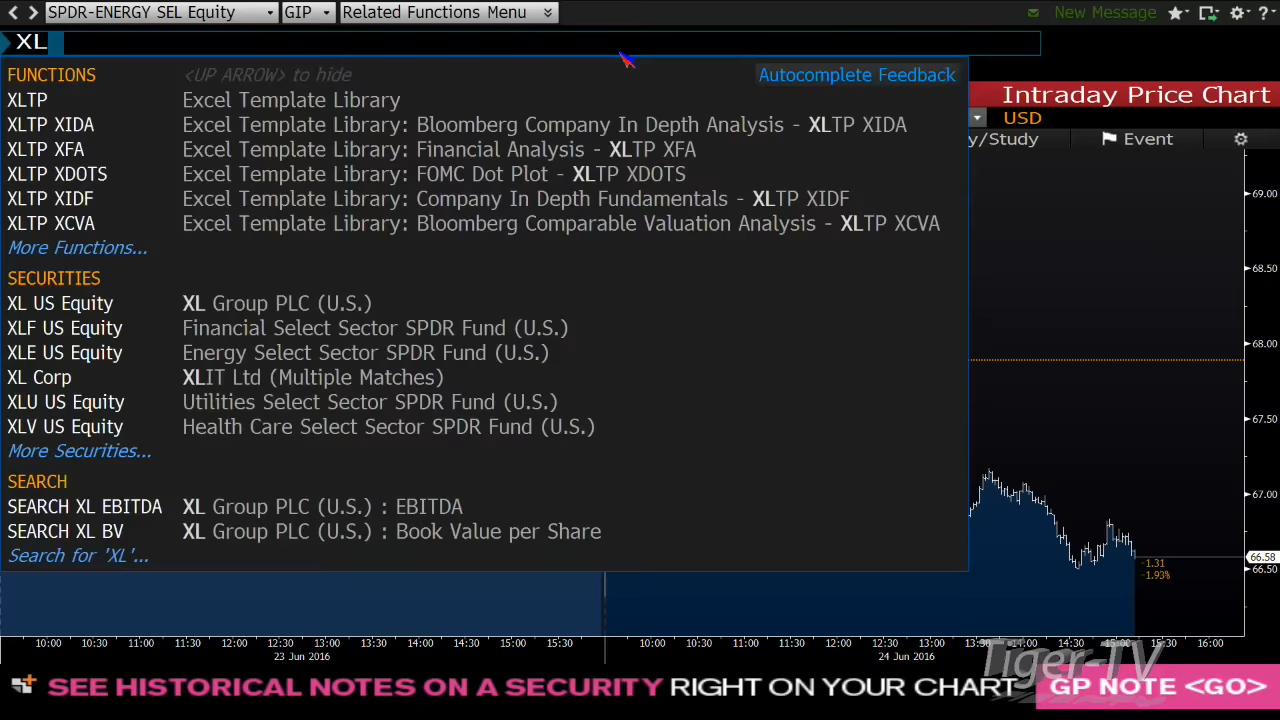 SPDR-ENERGY SEL Equity GIP Related Functions Menu New Message ?
XL
FUNCTIONS <UP ARROW> to hide Autocomplete Feedback
XLTP Excel Template Library
XLTP XIDA Excel Template Library: Bloomberg Company In Depth Analysis - XLTP XIDA
XLTP XFA Excel Template Library: Financial Analysis - XLTP XFA
XLTP XDOTS Excel Template Library: FOMC Dot Plot - XLTP XDOTS
XLTP XIDF Excel Template Library: Company In Depth Fundamentals - XLTP XIDF
XLTP XCVA Excel Template Library: Bloomberg Comparable Valuation Analysis - XLTP XCVA
More Functions...
SECURITIES
XL US Equity XL Group PLC (U.S.)
XLF US Equity Financial Select Sector SPDR Fund (U.S.)
XLE US Equity Energy Select Sector SPDR Fund (U.S.)
XL Corp XLIT Ltd (Multiple Matches)
XLU US Equity Utilities Select Sector SPDR Fund (U.S.)
XLV US Equity Health Care Select Sector SPDR Fund (U.S.)
More Securities...
SEARCH
SEARCH XL EBITDA XL Group PLC (U.S.) : EBITDA
SEARCH XL BV XL Group PLC (U.S.) : Book Value per Share
Search for 'XL'...
Intraday Price Chart
USD
y/Study Event
69.00
68.50
68.00
67.50
67.00
66.58
66.50
-1.31
-1.93%
10:00 10:30 11:00 11:30 12:00 12:30 13:00 13:30 14:00 14:30 15:00 15:30 10:00 10:30 11:00 11:30 12:00 12:30 13:00 13:30 14:00 14:30 15:00 15:30 16:00
23 Jun 2016 24 Jun 2016
Tiger-TV
SEE HISTORICAL NOTES ON A SECURITY RIGHT ON YOUR CHART GP NOTE <GO>